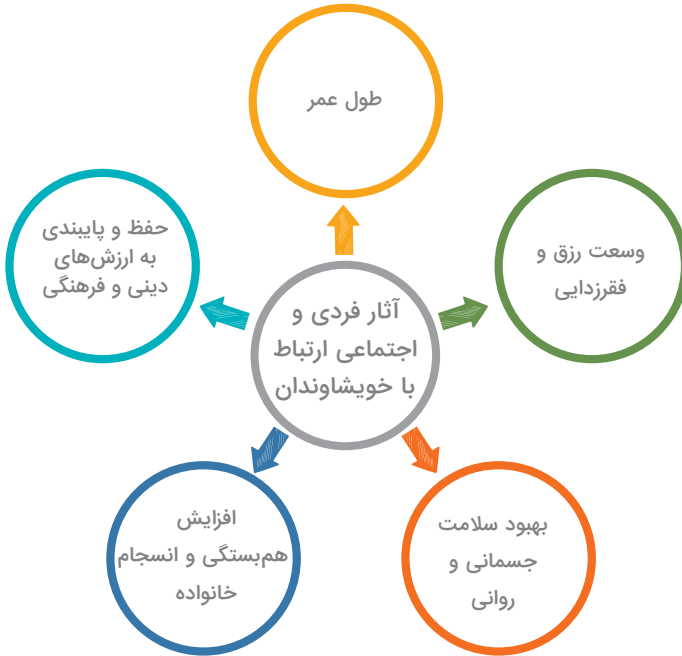 طول عمر
وسعت رزق و
فقرزدایی
حفظ و پایبندی
به ارزش‌های
دینی و فرهنگی
آثار فردی و
اجتماعی ارتباط
با خویشاوندان
بهبود سلامت
جسمانی و
روانی
افزایش
هم‌بستگی و انسجام
خانواده